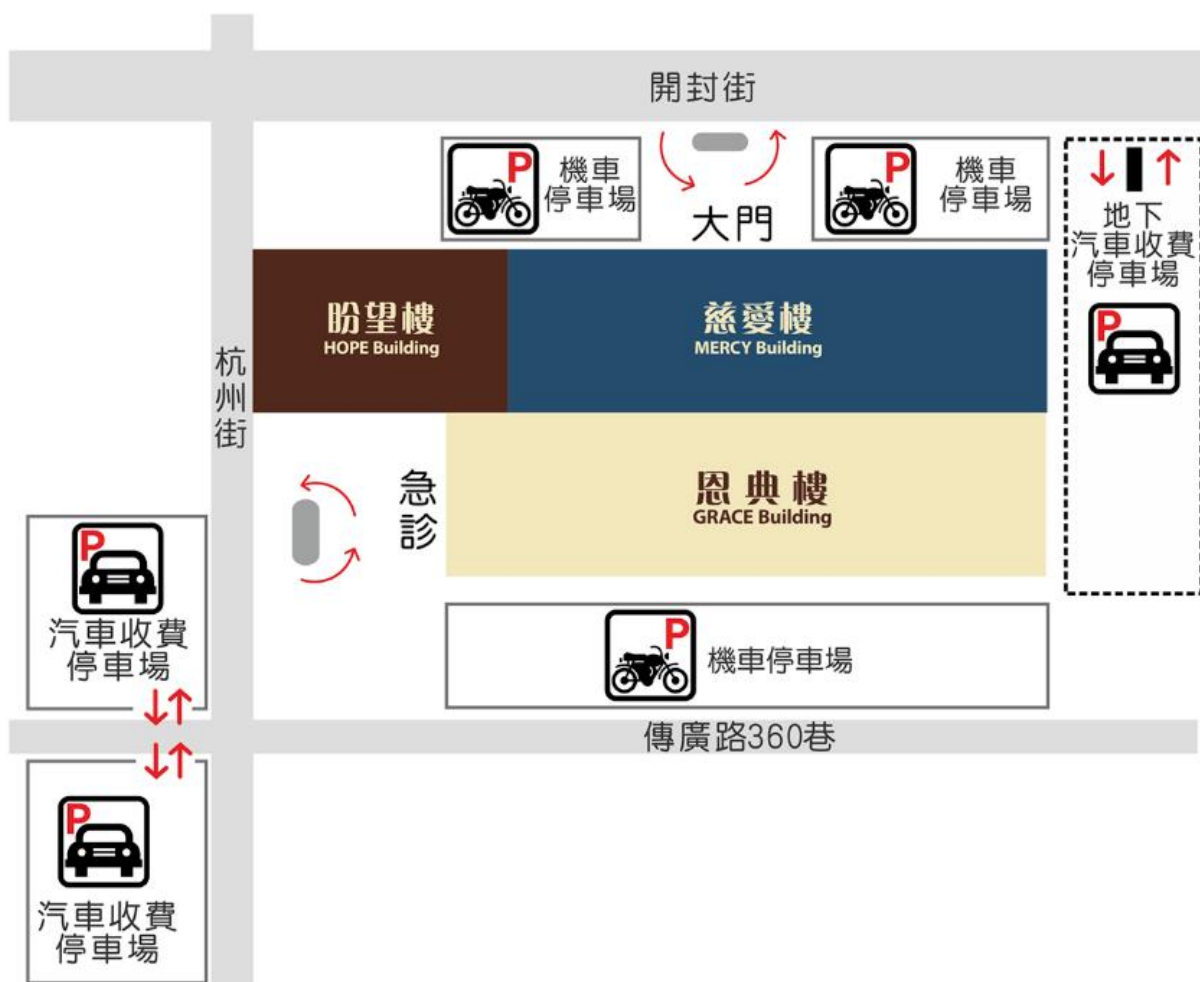 開封街
P
機車
停車場
大門
P
機車
停車場
地下
汽車收費
停車場
P
盼望樓
HOPE Building
慈愛樓
MERCY Building
杭州街
急診
恩典樓
GRACE Building
P
汽車收費
停車場
P
機車停車場
傳廣路360巷
P
汽車收費
停車場